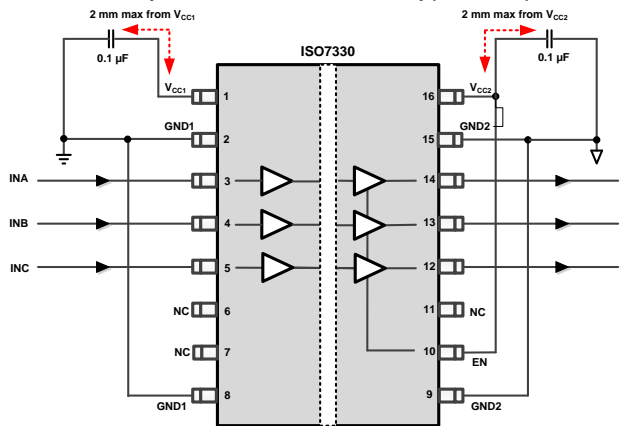 2 mm max from VCC1
2 mm max from VCC2
0.1 µF
0.1 µF
ISO7330
VCC1
1
16
VCC2
GND1
2
15
GND2
INA
3
14
INB
4
13
INC
5
12
NC
6
11
NC
NC
7
10
EN
GND1
8
9
GND2